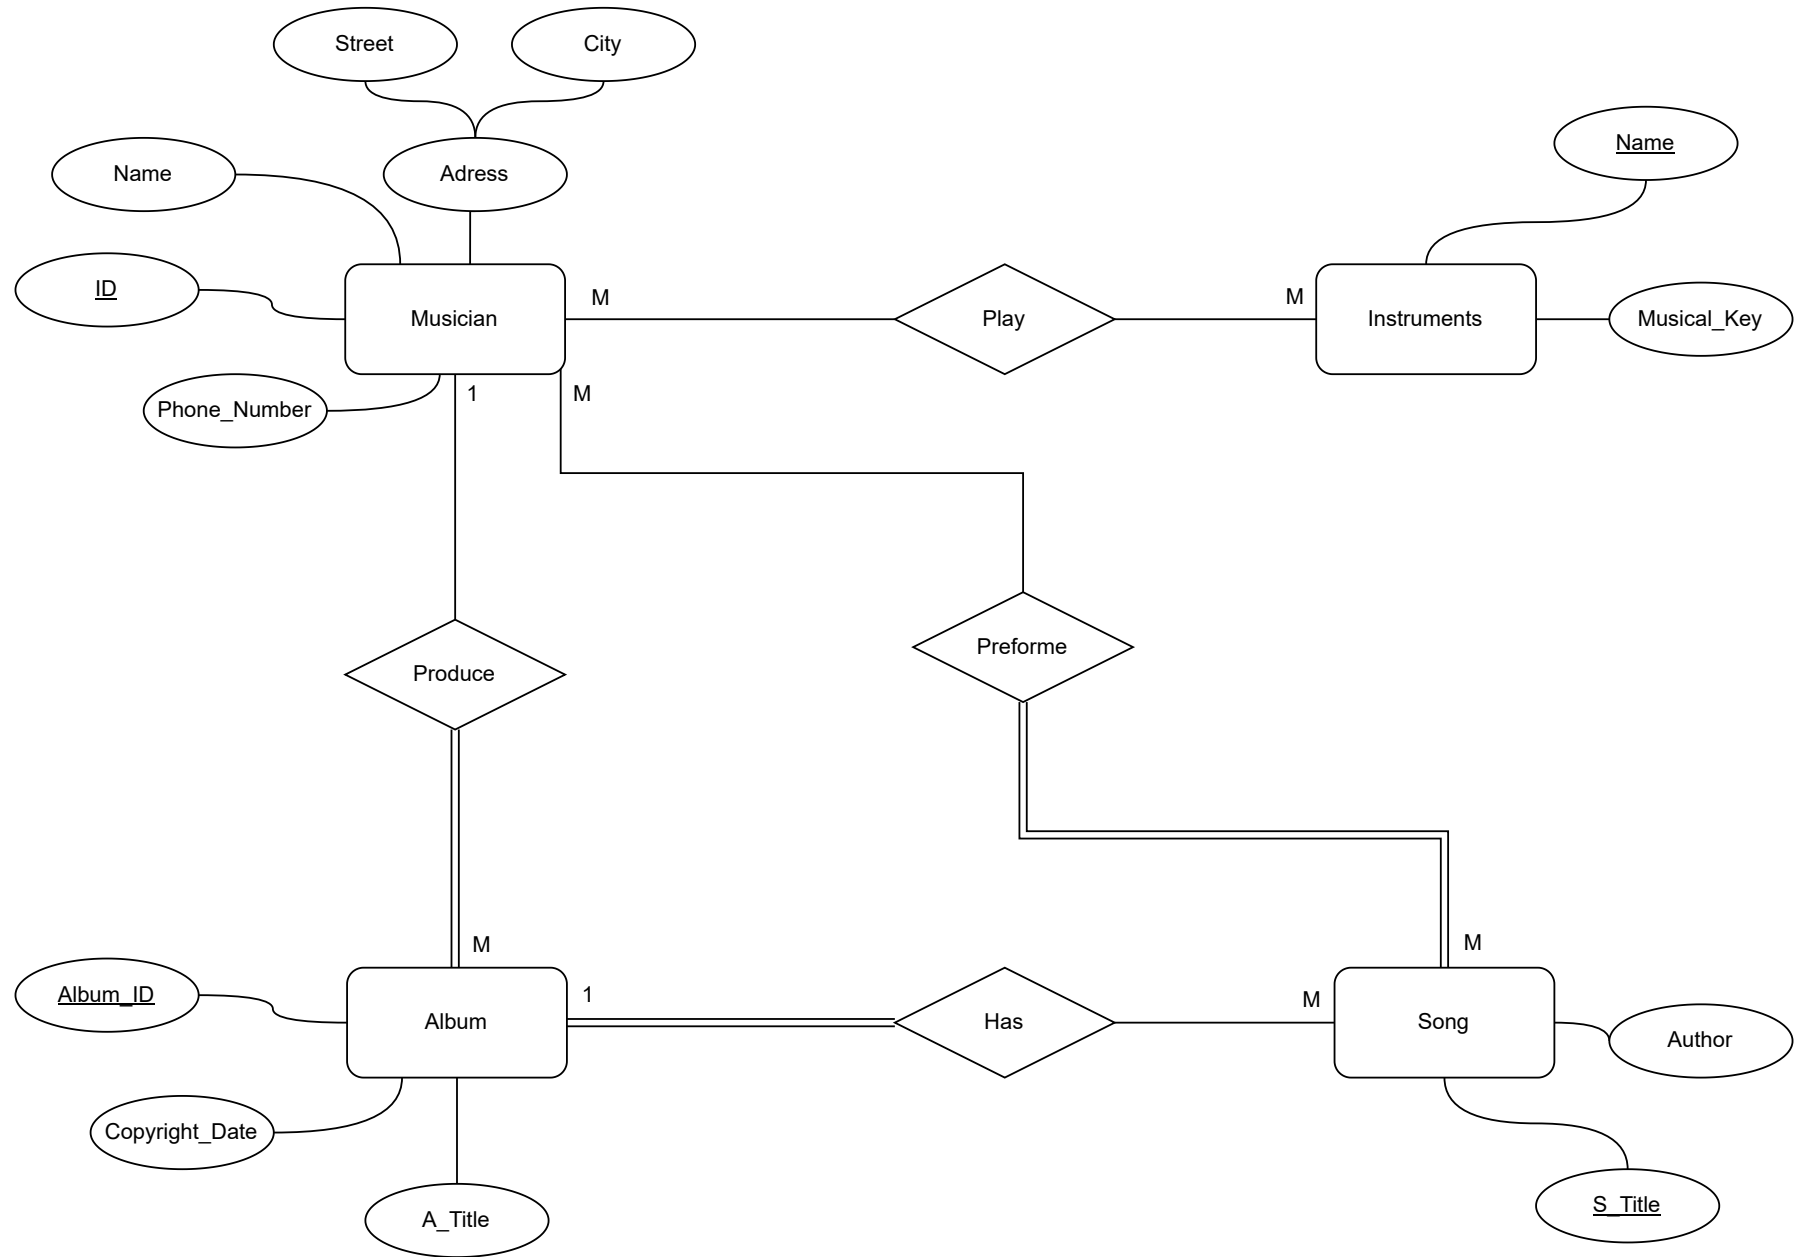 Street
City
Name
Name
Adress
ID
M
M
Musician
Play
Instruments
Musical_Key
1
M
Phone_Number
Preforme
Produce
M
M
Album_ID
1
M
Album
Has
Song
Author
Copyright_Date
S_Title
A_Title